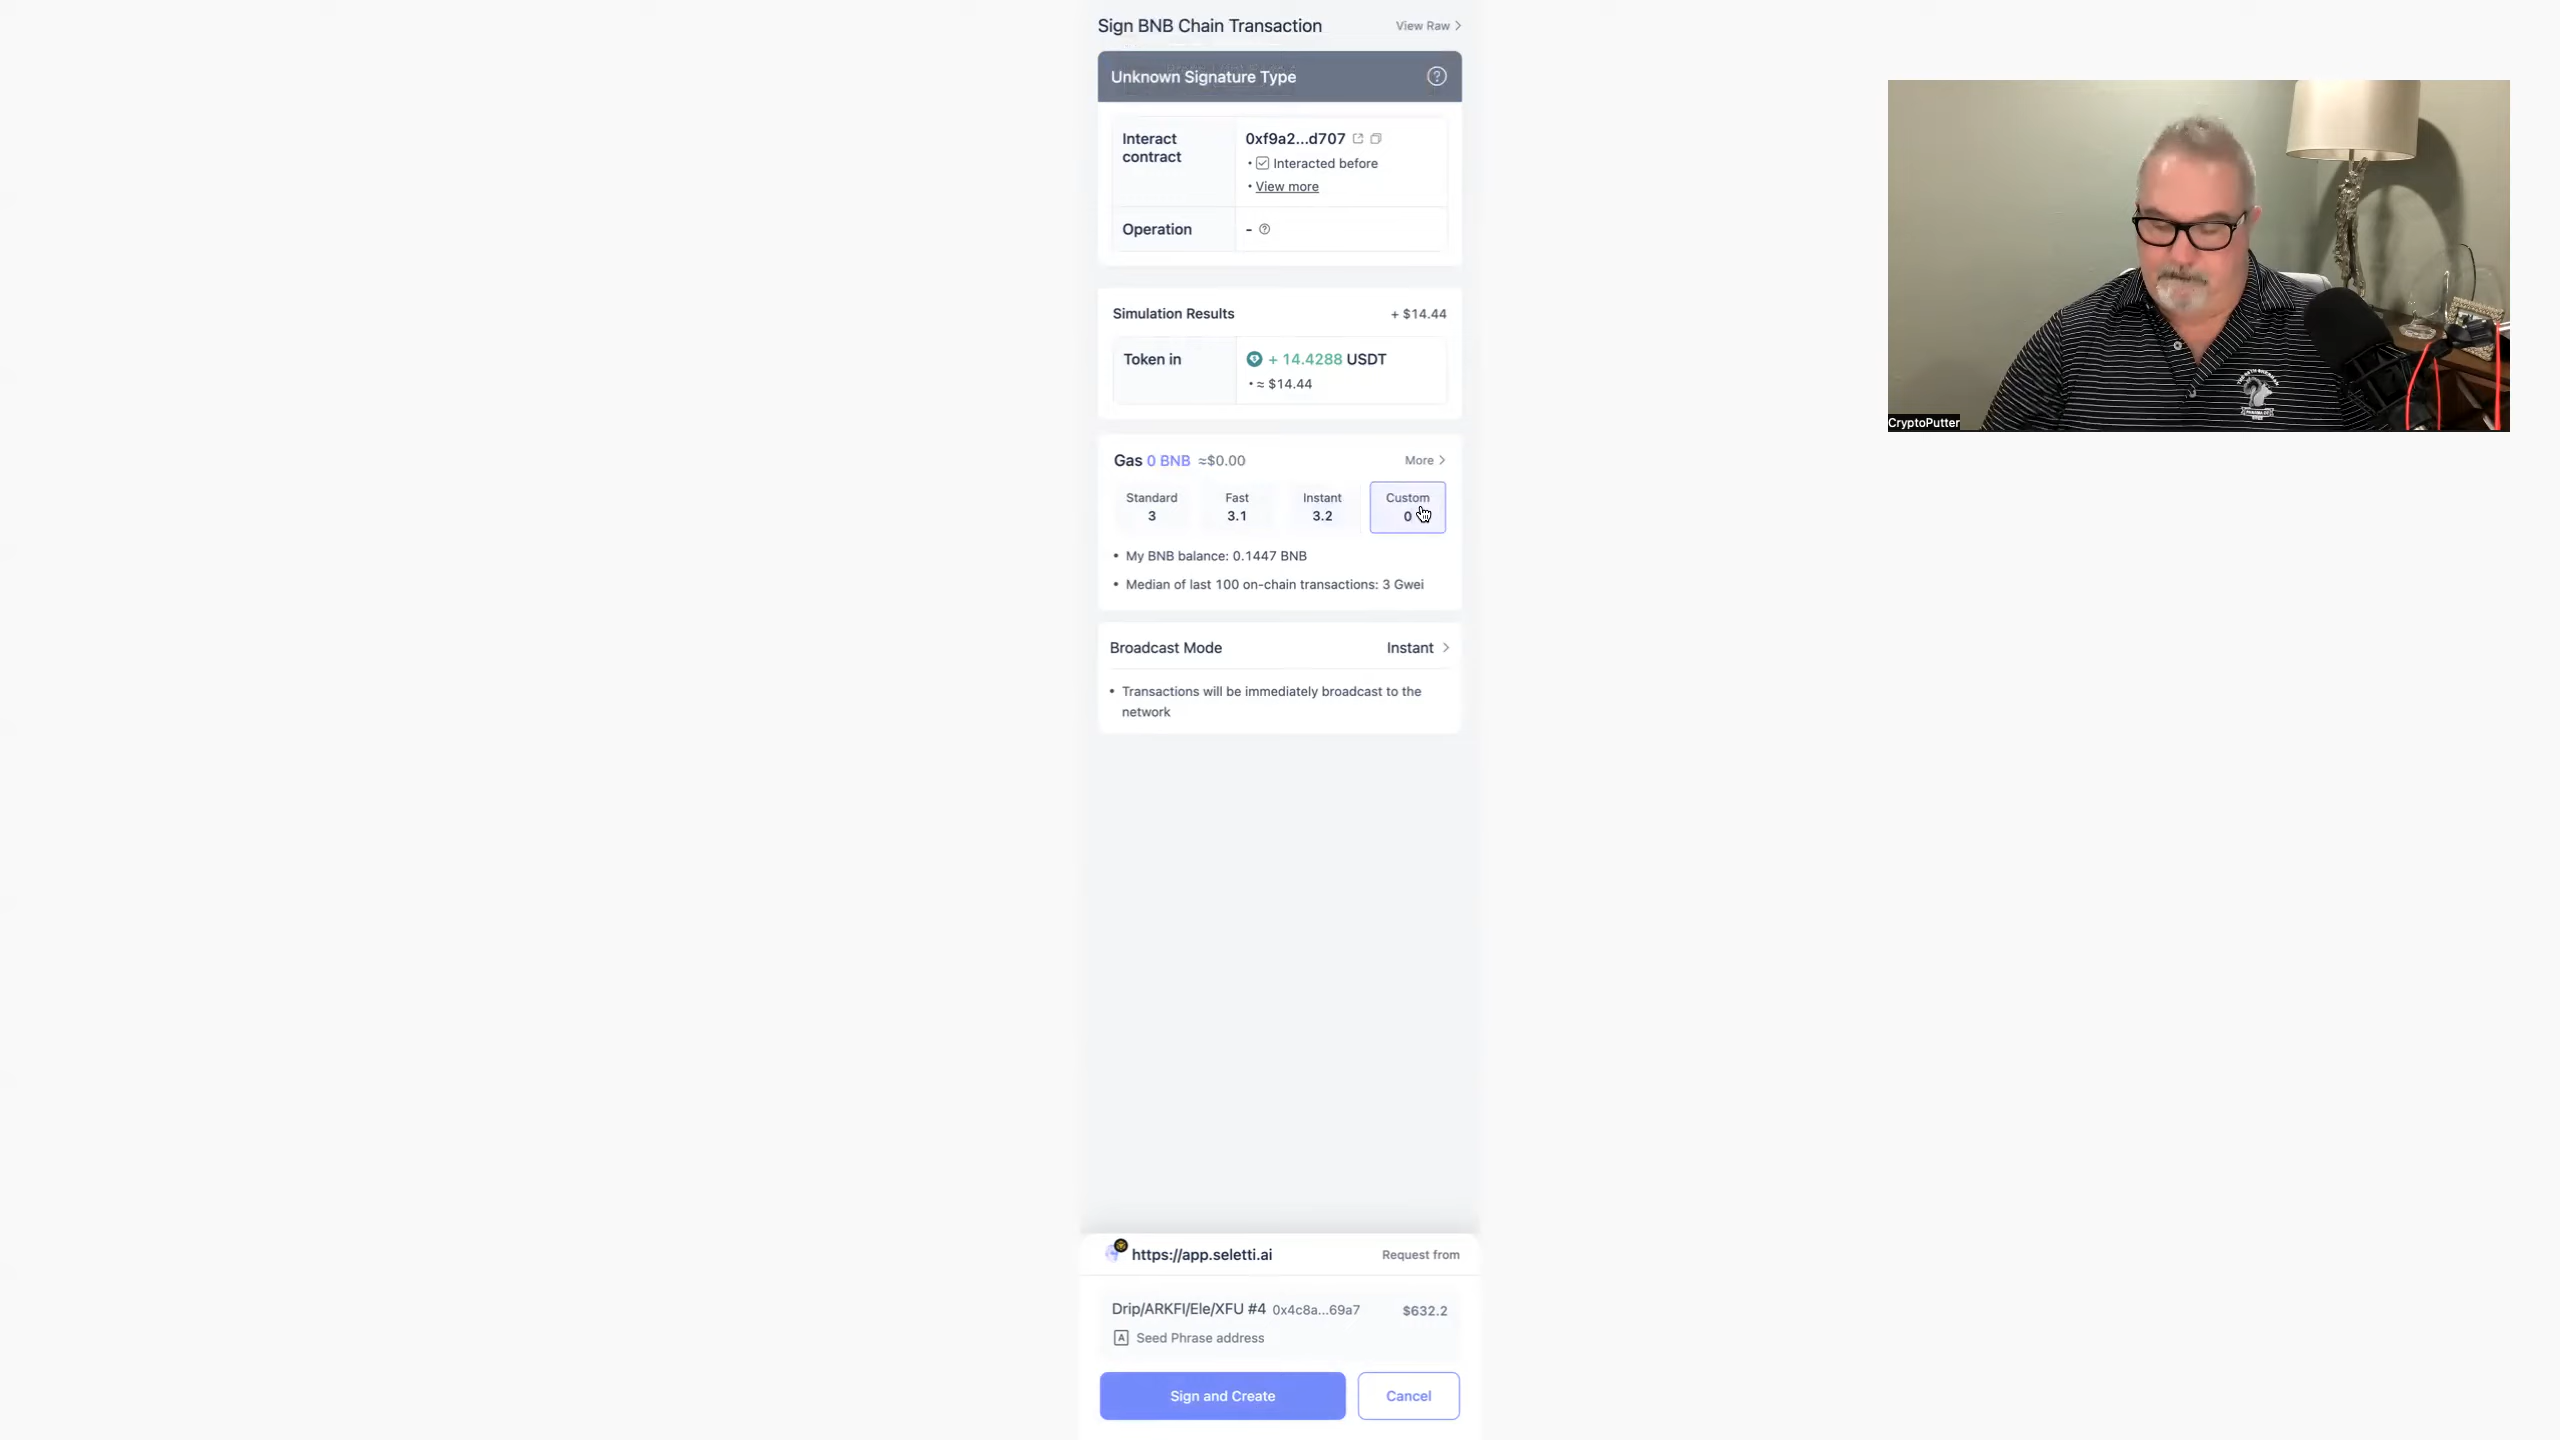 Sign BNB Chain Transaction
View Raw >
Unknown Signature Type
Interact contract
0xf9a2...d707
• Interacted before
• View more
Operation
-
Simulation Results
+ $14.44
Token in
+ 14.4288 USDT
• ≈ $14.44
Gas 0 BNB ≈$0.00
More >
Standard
3
Fast
3.1
Instant
3.2
Custom
0
• My BNB balance: 0.1447 BNB
• Median of last 100 on-chain transactions: 3 Gwei
Broadcast Mode
Instant >
• Transactions will be immediately broadcast to the
network
https://app.seletti.ai
Request from
Drip/ARKFI/Ele/XFU #4 0x4c8a...69a7
$632.2
A Seed Phrase address
Sign and Create
Cancel
CryptoPutter